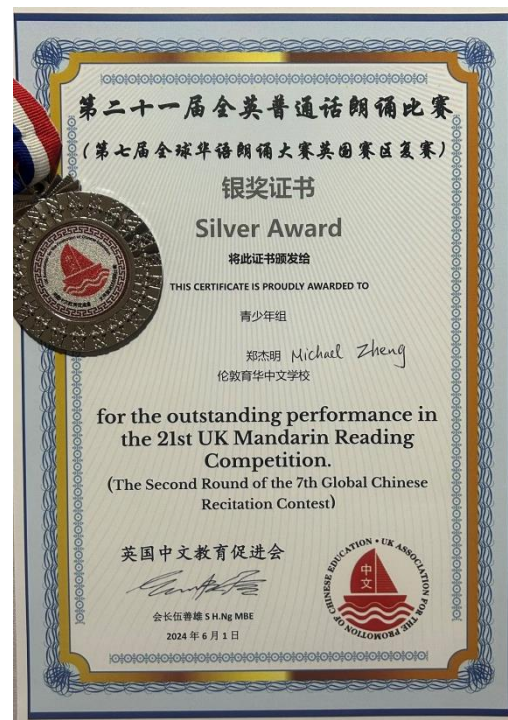 第二十一届全英普通话朗诵比赛
(第七届全球华语朗诵大赛英国赛区复赛)
银奖证书
Silver Award
将此证书颁发给
THIS CERTIFICATE IS PROUDLY AWARDED TO
青少年组
郑杰明 Michael Zheng
伦敦育华中文学校
for the outstanding performance in
the 21st UK Mandarin Reading
Competition.
(The Second Round of the 7th Global Chinese
Recitation Contest)
英国中文教育促进会
会长伍善雄 S H.Ng MBE
2024 年 6 月 1 日
UK ASSOCIATION FOR THE PROMOTION OF CHINESE EDUCATION
中文